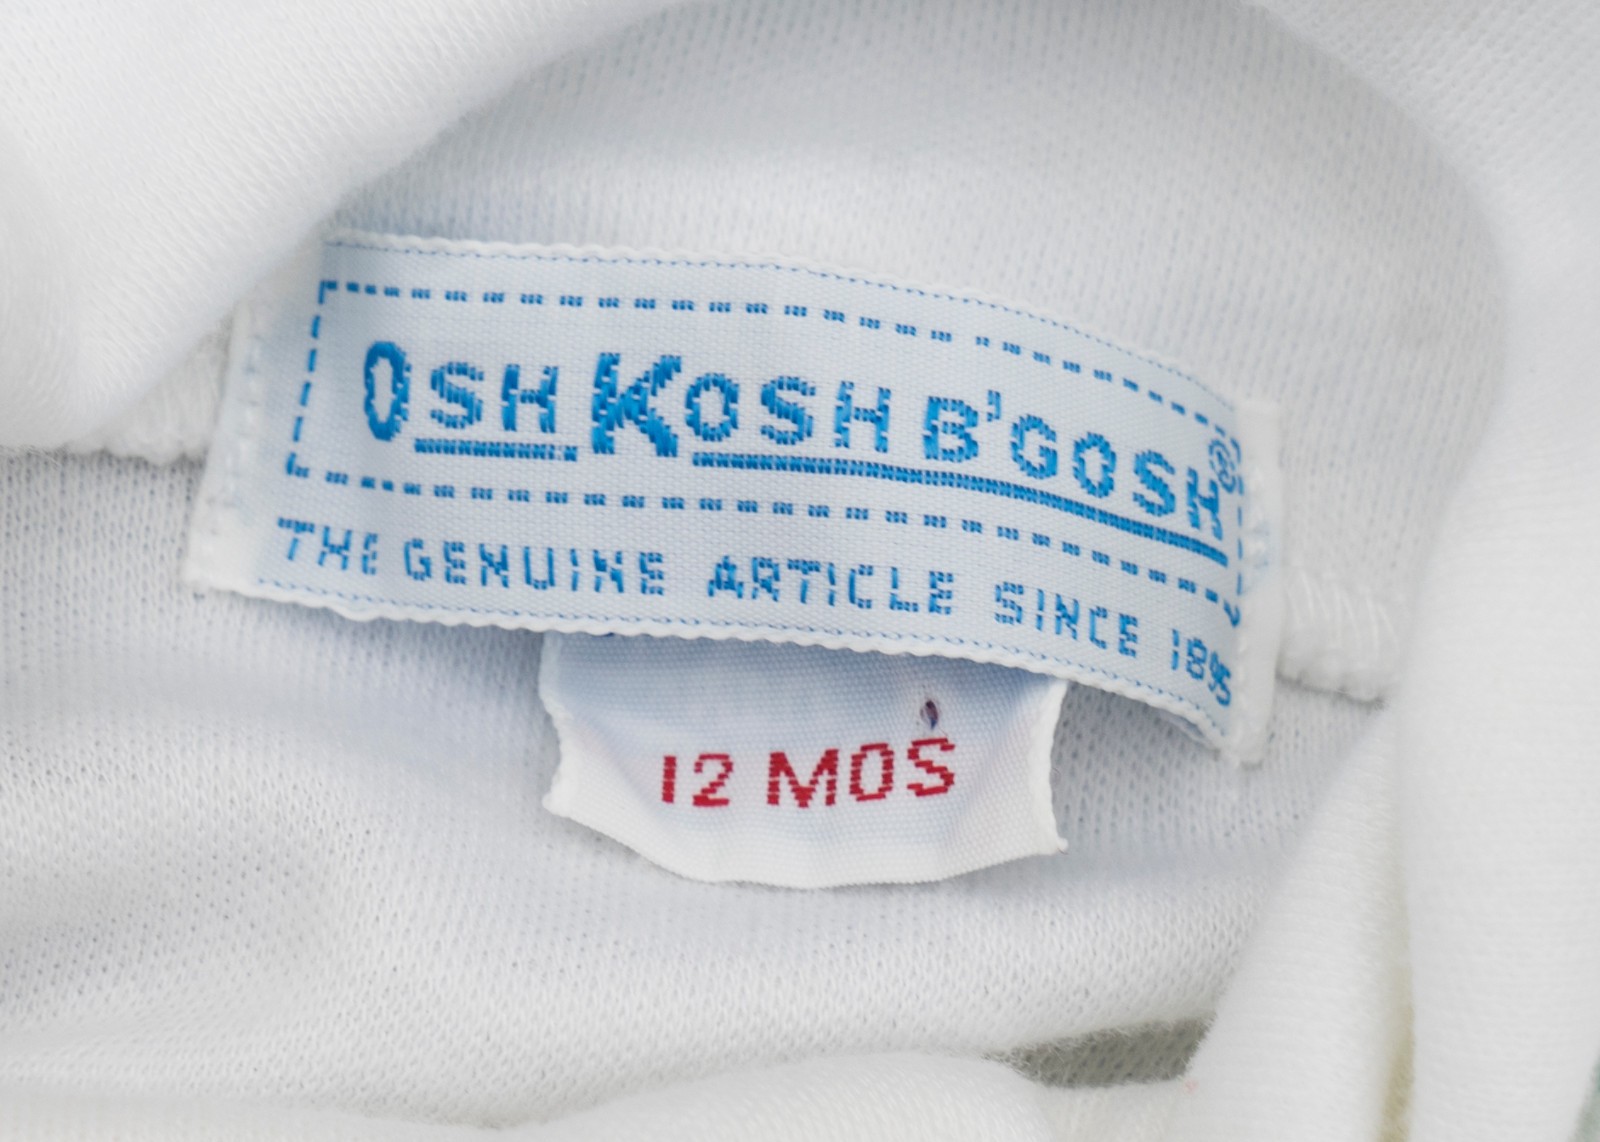 OSHKOSH B'GOSH®
THE GENUINE ARTICLE SINCE 1895
12 MOS